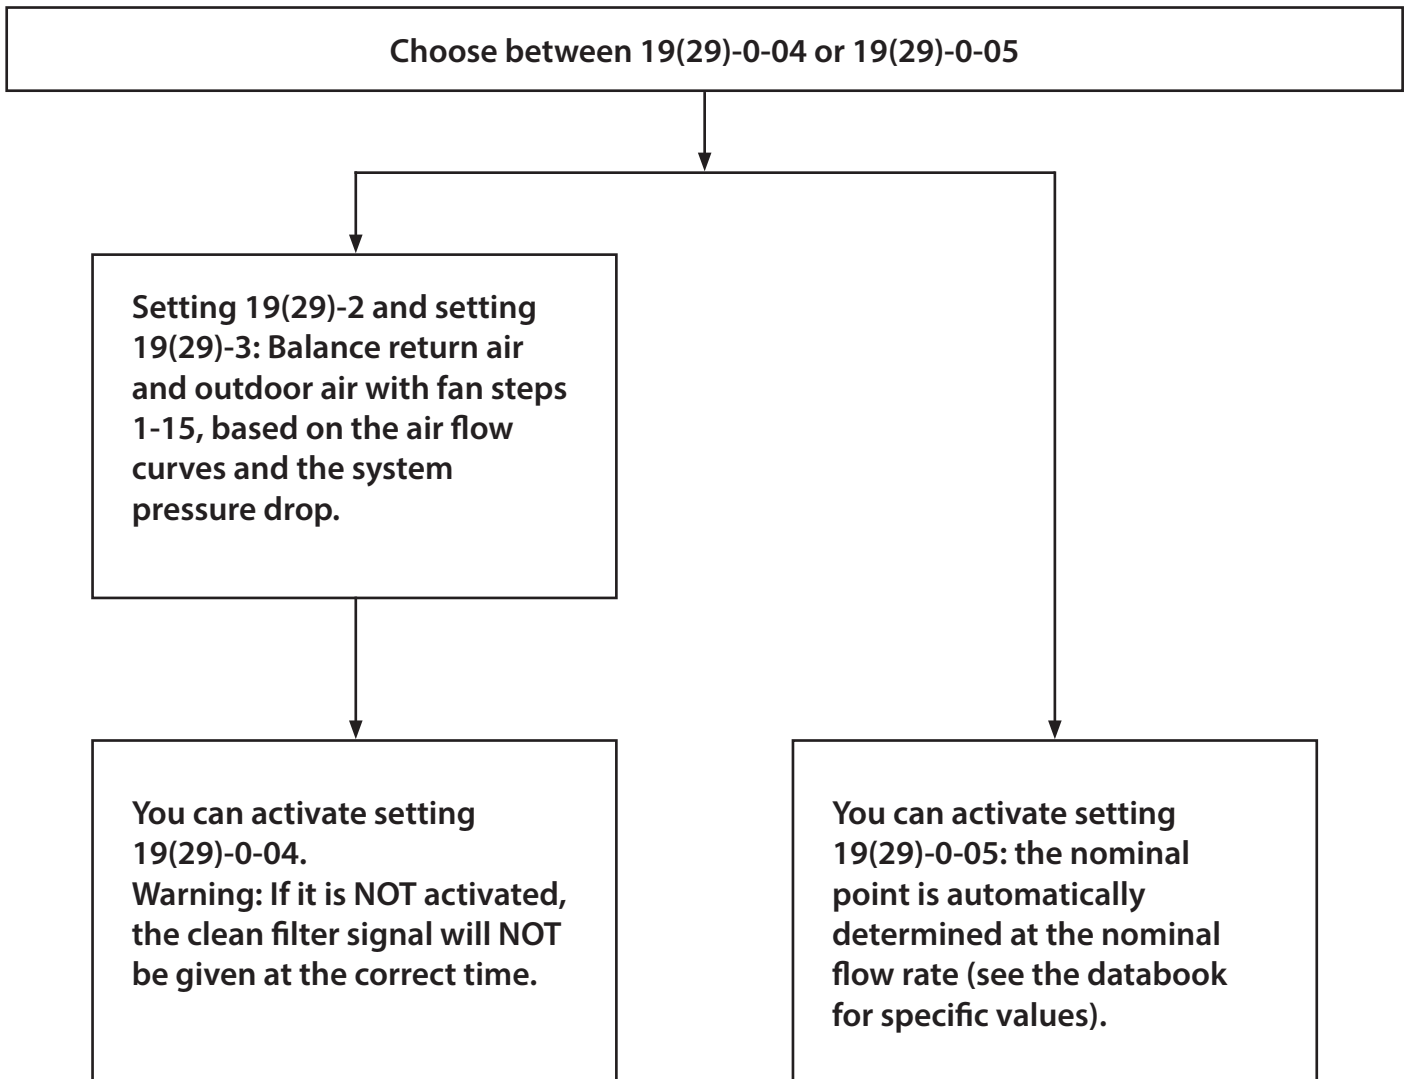 Choose between 19(29)-0-04 or 19(29)-0-05
Setting 19(29)-2 and setting
19(29)-3: Balance return air
and outdoor air with fan steps
1-15, based on the air flow
curves and the system
pressure drop.
You can activate setting
19(29)-0-04.
Warning: If it is NOT activated,
the clean filter signal will NOT
be given at the correct time.
You can activate setting
19(29)-0-05: the nominal
point is automatically
determined at the nominal
flow rate (see the databook
for specific values).